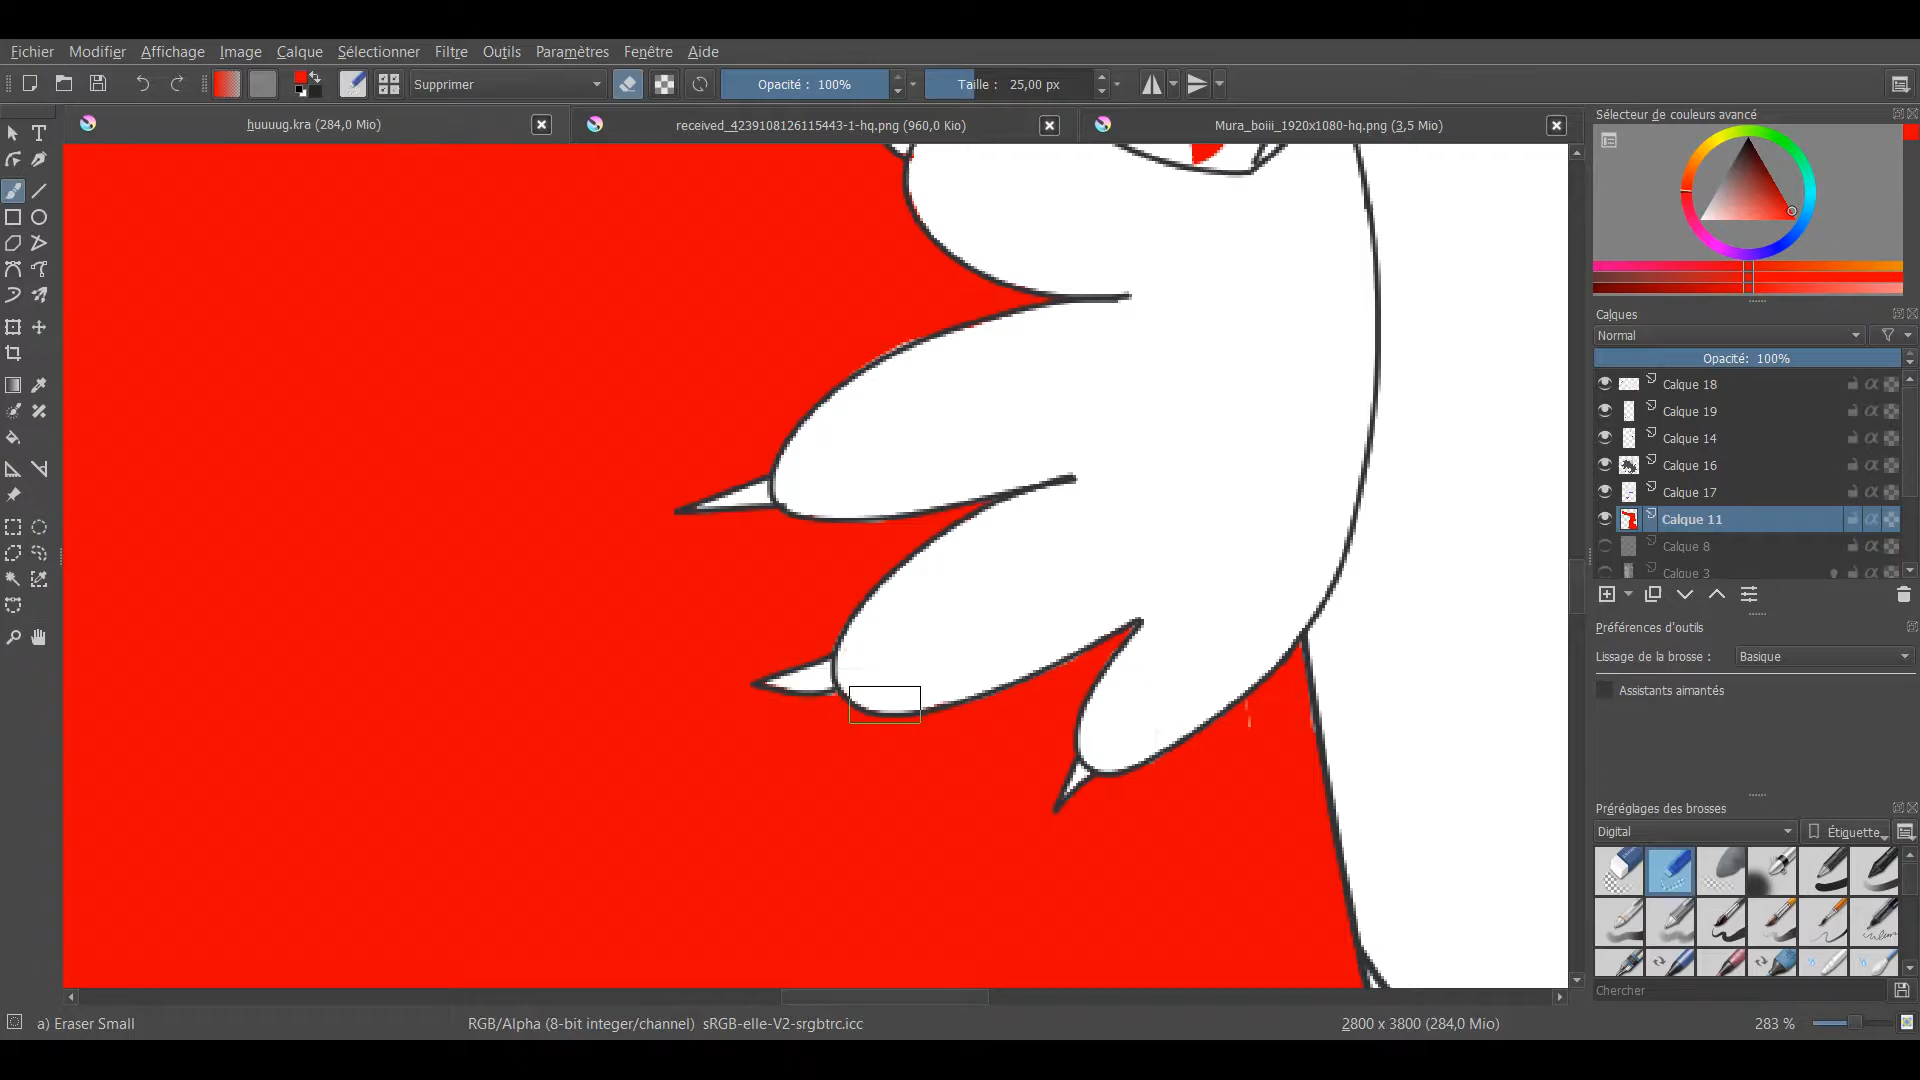 Fichier Modifier Affichage Image Calque Sélectionner Filtre Outils Paramètres Fenêtre Aide
Supprimer Opacité : 100% Taille : 25,00 px
huuuug.kra (284,0 Mio)
received_4239108126115443-1-hq.png (960,0 Kio)
Mura_boiii_1920x1080-hq.png (3,5 Mio)
Sélecteur de couleurs avancé
Calques
Normal
Opacité: 100%
Calque 18
Calque 19
Calque 14
Calque 16
Calque 17
Calque 11
Calque 8
Calque 3
Préférences d'outils
Lissage de la brosse : Basique
Assistants aimantés
Préréglages des brosses
Digital Étiquette
Chercher
a) Eraser Small
RGB/Alpha (8-bit integer/channel) sRGB-elle-V2-srgbtrc.icc
2800 x 3800 (284,0 Mio)
283 %